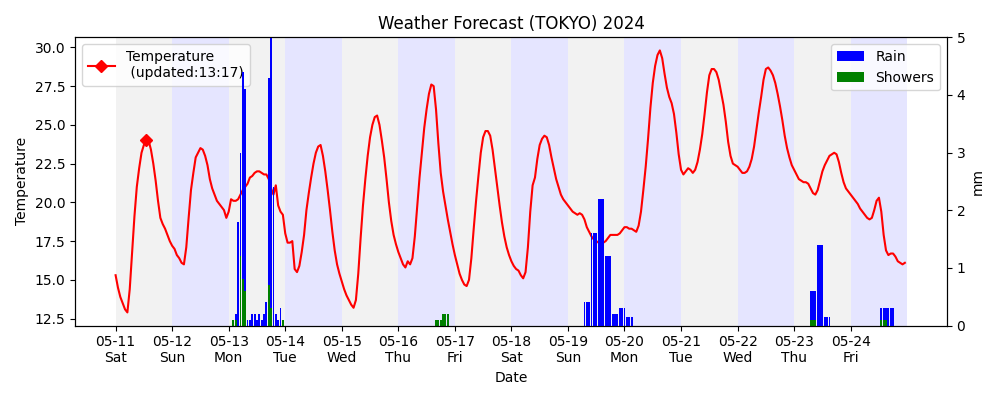 Weather Forecast (TOKYO) 2024
Temperature
(updated:13:17)
Rain
Showers
30.0
27.5
25.0
22.5
20.0
17.5
15.0
12.5
Temperature
5
4
3
2
1
0
mm
05-11 05-12 05-13 05-14 05-15 05-16 05-17 05-18 05-19 05-20 05-21 05-22 05-23 05-24
Sat Sun Mon Tue Wed Thu Fri Sat Sun Mon Tue Wed Thu Fri
Date